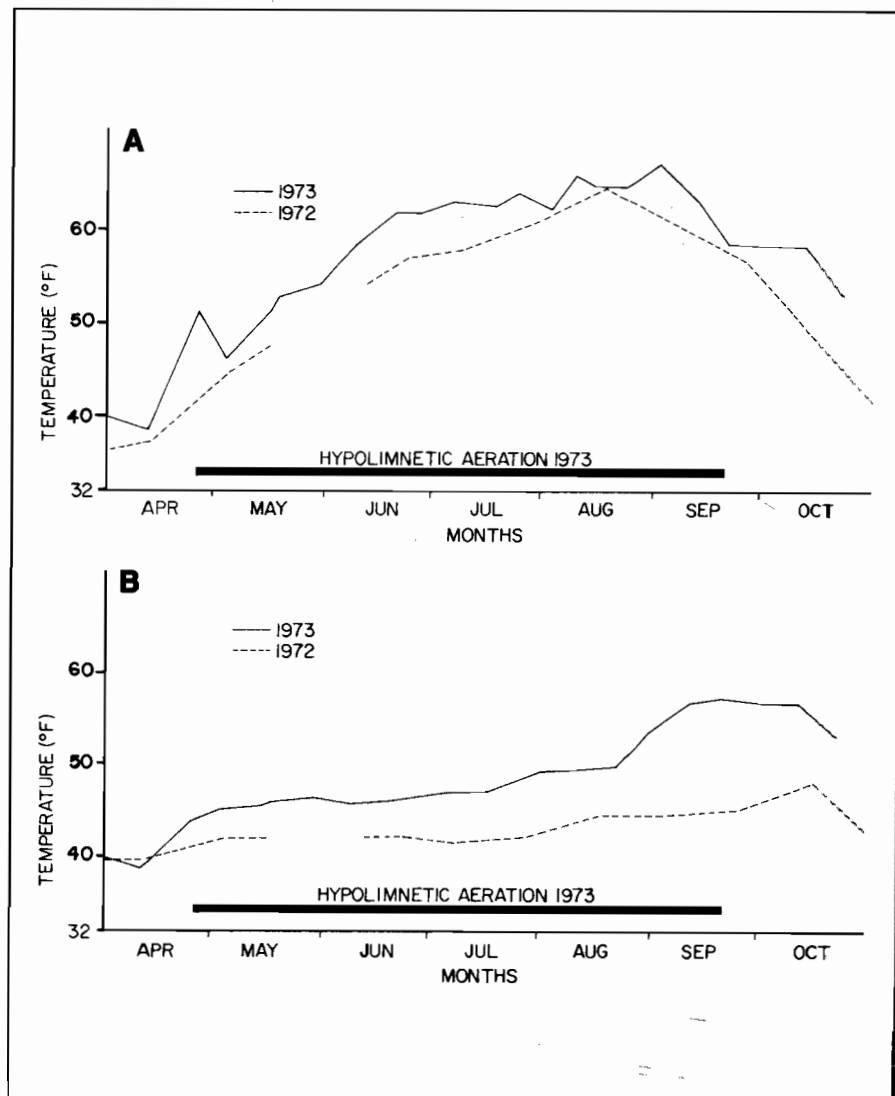 A
1973
1972
60
50
40
32
TEMPERATURE (°F)
HYPOLIMNETIC AERATION 1973
APR MAY JUN JUL AUG SEP OCT
MONTHS
B
1973
1972
60
50
40
32
TEMPERATURE (°F)
HYPOLIMNETIC AERATION 1973
APR MAY JUN JUL AUG SEP OCT
MONTHS